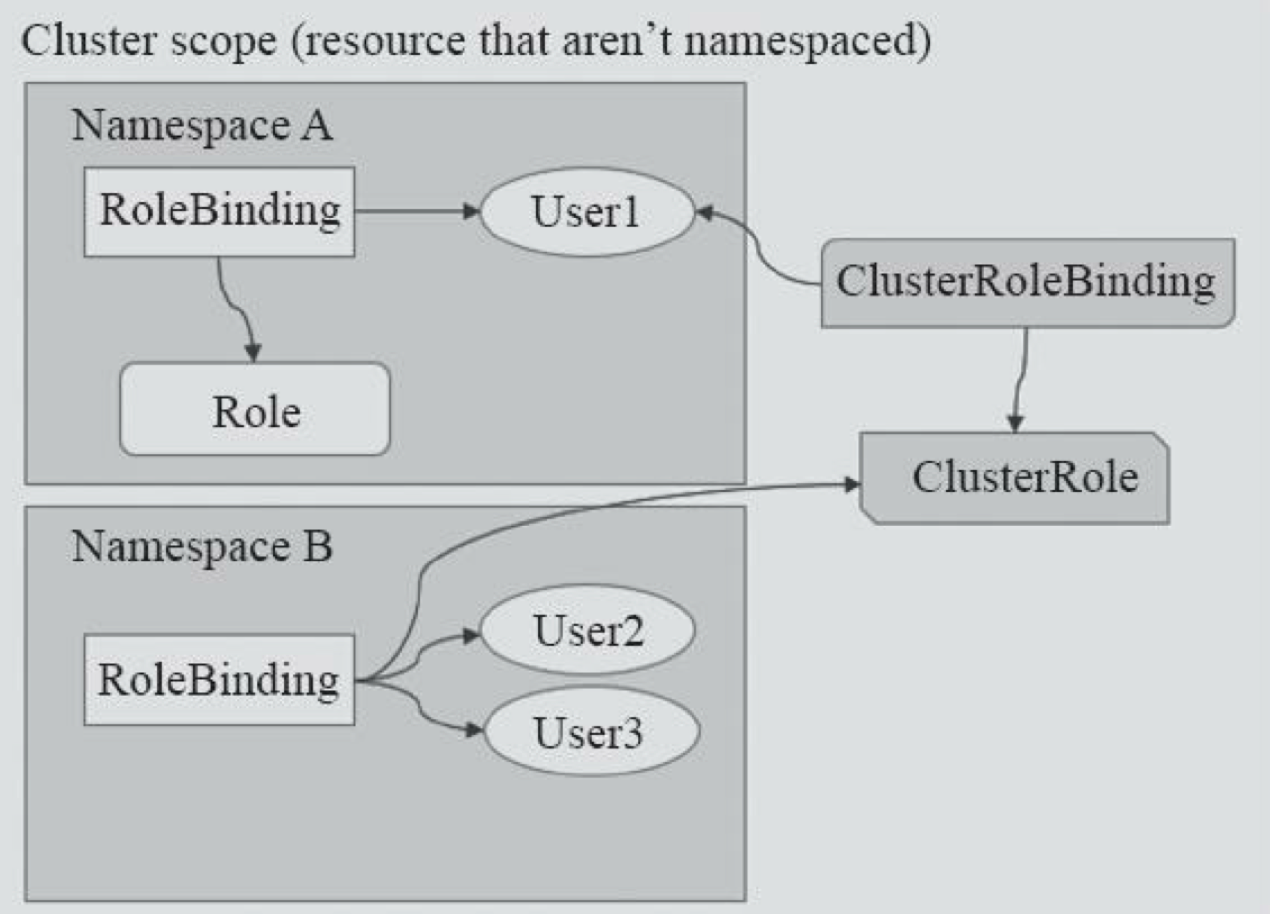 Cluster scope (resource that aren’t namespaced)
Namespace A
RoleBinding
User1
ClusterRoleBinding
Role
ClusterRole
Namespace B
RoleBinding
User2
User3